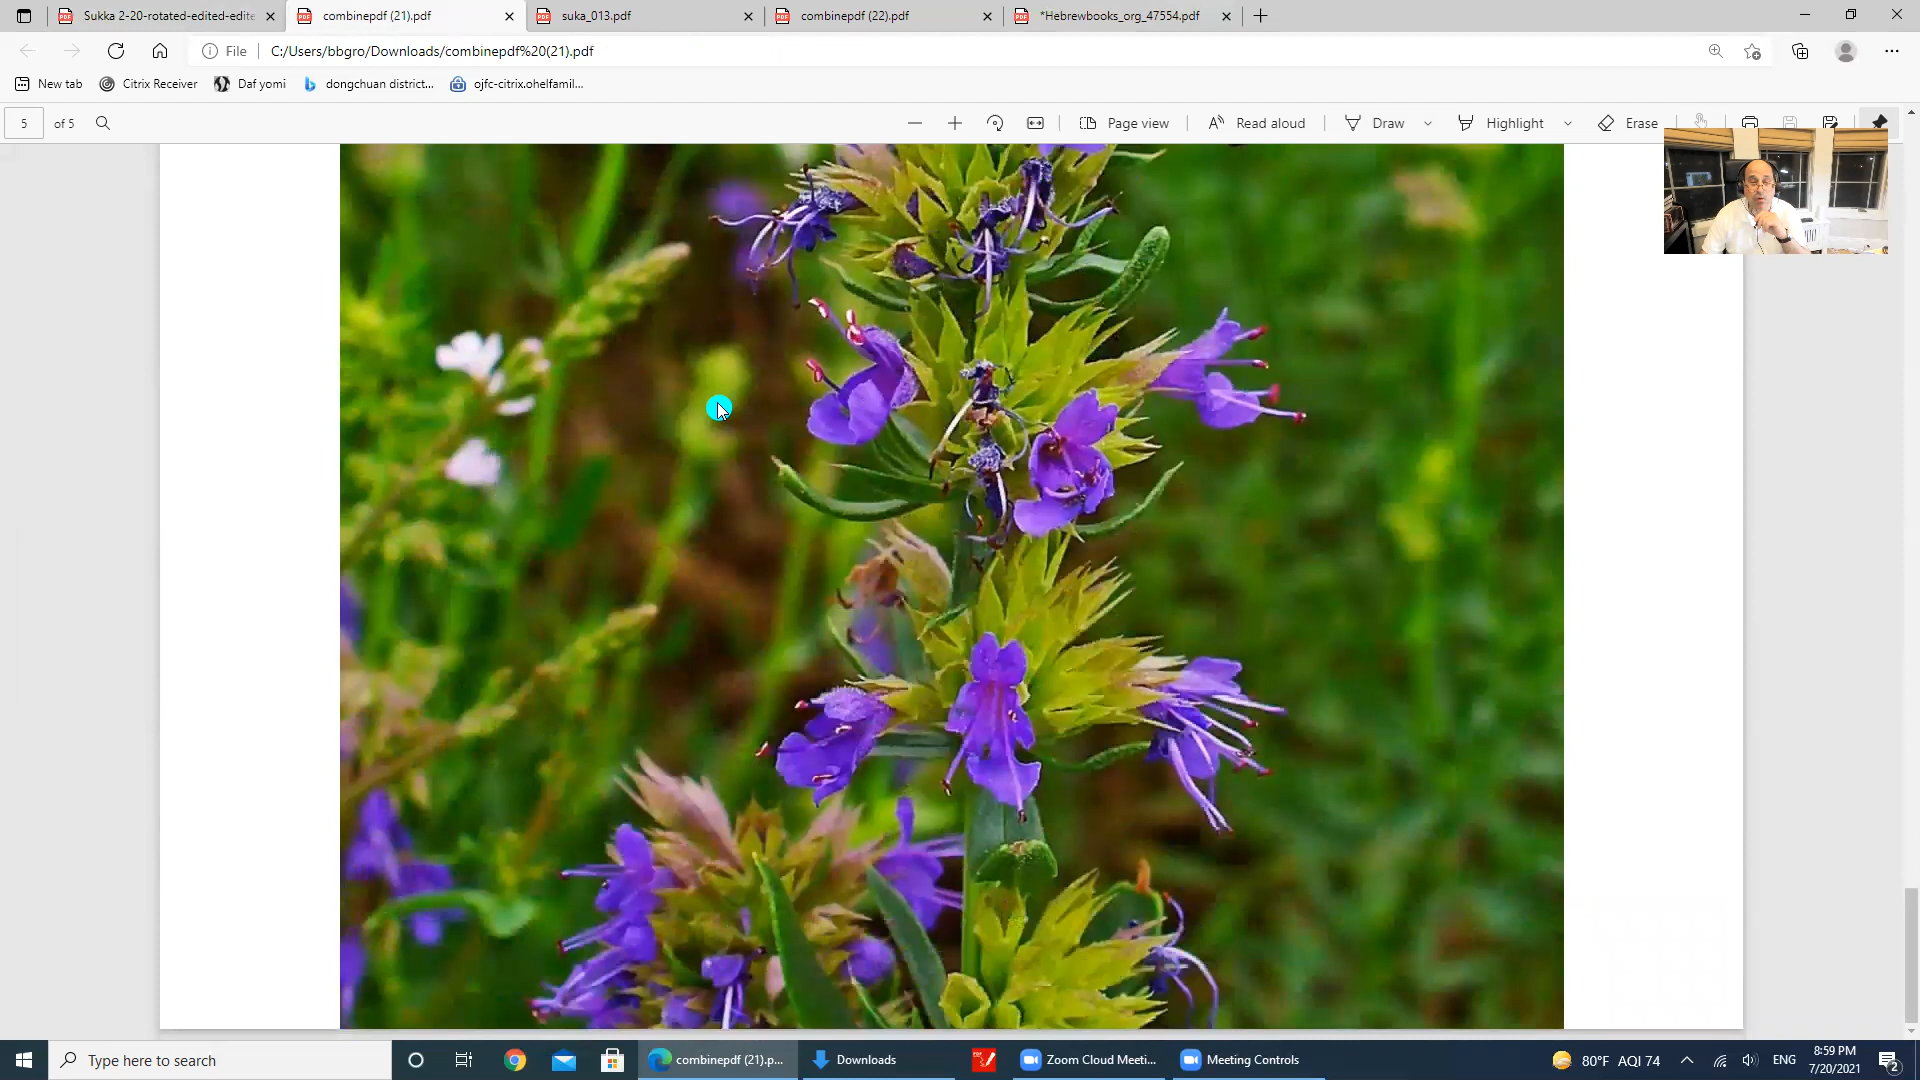 Sukka 2-20-rotated-edited-edite
combinepdf (21).pdf
suka_013.pdf
combinepdf (22).pdf
*Hebrewbooks_org_47554.pdf
File
C:/Users/bbgro/Downloads/combinepdf%20(21).pdf
New tab
Citrix Receiver
Daf yomi
dongchuan district...
ojfc-citrix.ohelfamil...
5
of 5
Page view
Read aloud
Draw
Highlight
Erase
Type here to search
combinepdf (21).p...
Downloads
Zoom Cloud Meeti...
Meeting Controls
80°F AQI 74
ENG
8:59 PM
7/20/2021
2